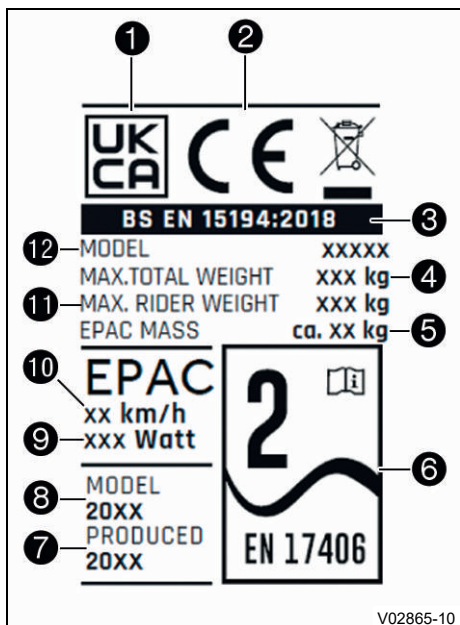 1 2
UK
CA
CE
BS EN 15194:2018 3
12 MODEL XXXXX
MAX.TOTAL WEIGHT XXX kg 4
11 MAX. RIDER WEIGHT XXX kg
EPAC MASS ca. XX kg 5
10 EPAC
xx km/h
9 xxx Watt
8 MODEL
20XX
7 PRODUCED
20XX
2 i
6
EN 17406
V02865-10